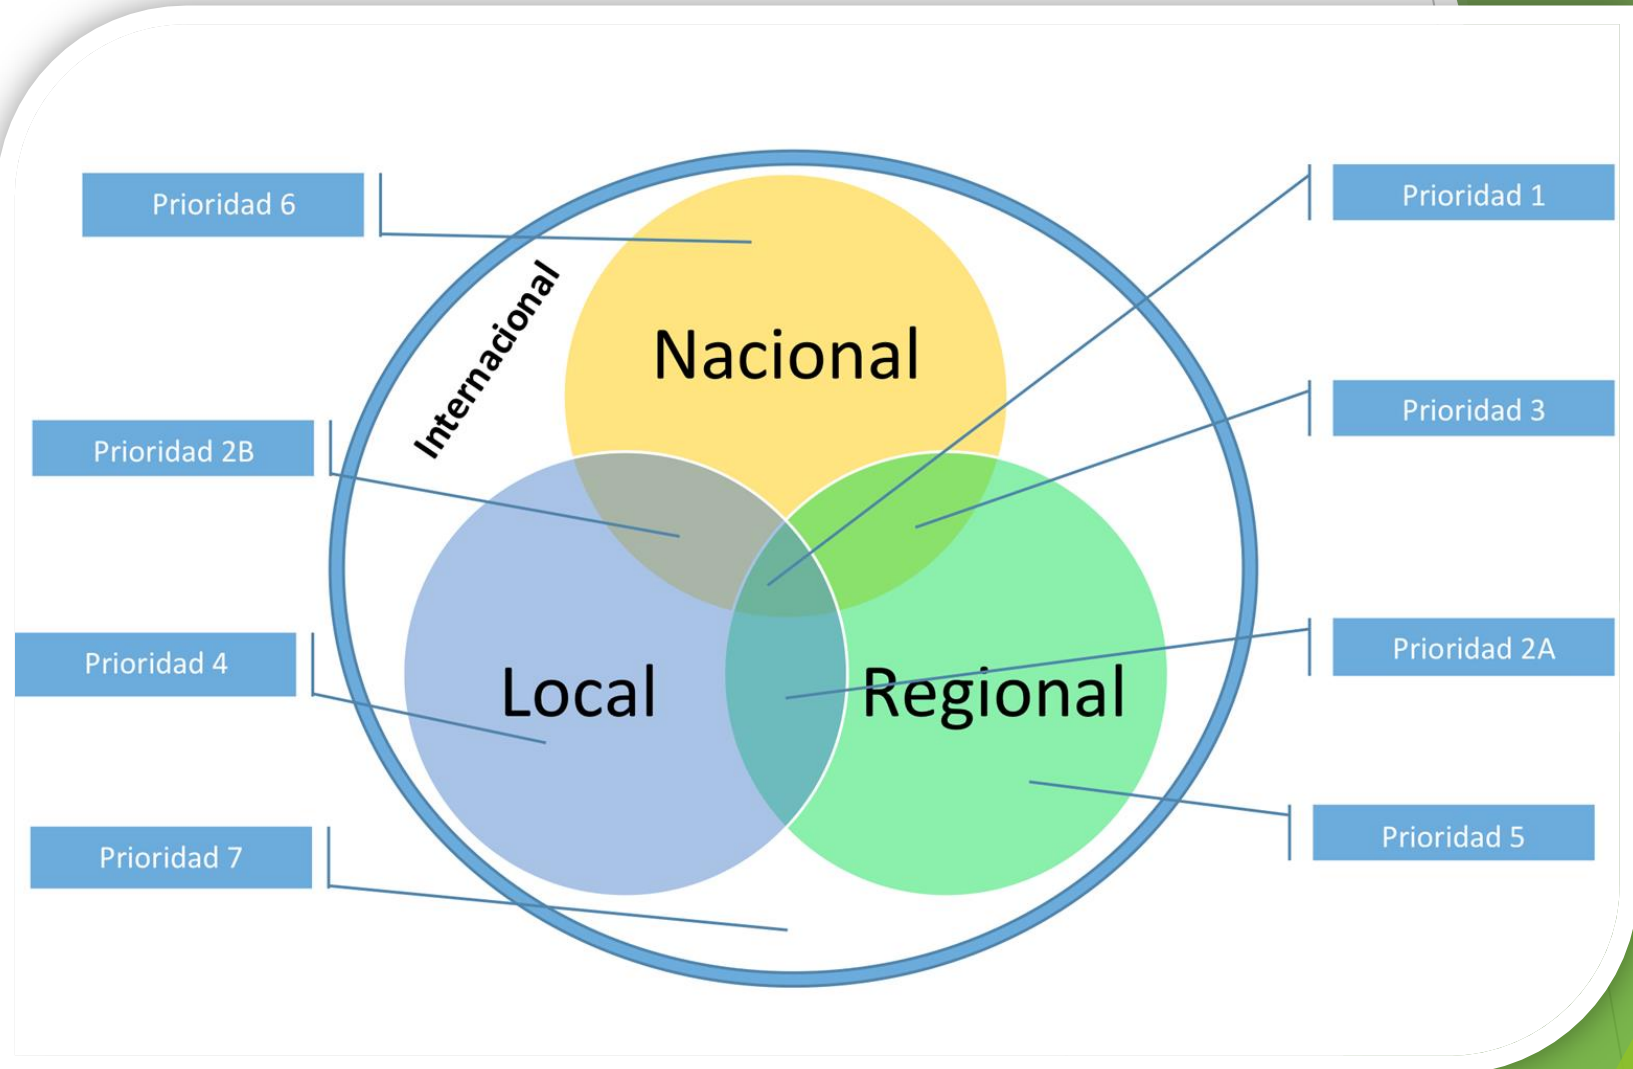 Prioridad 6
Prioridad 1
Internacional
Nacional
Prioridad 3
Prioridad 2B
Prioridad 4
Local
Regional
Prioridad 2A
Prioridad 7
Prioridad 5